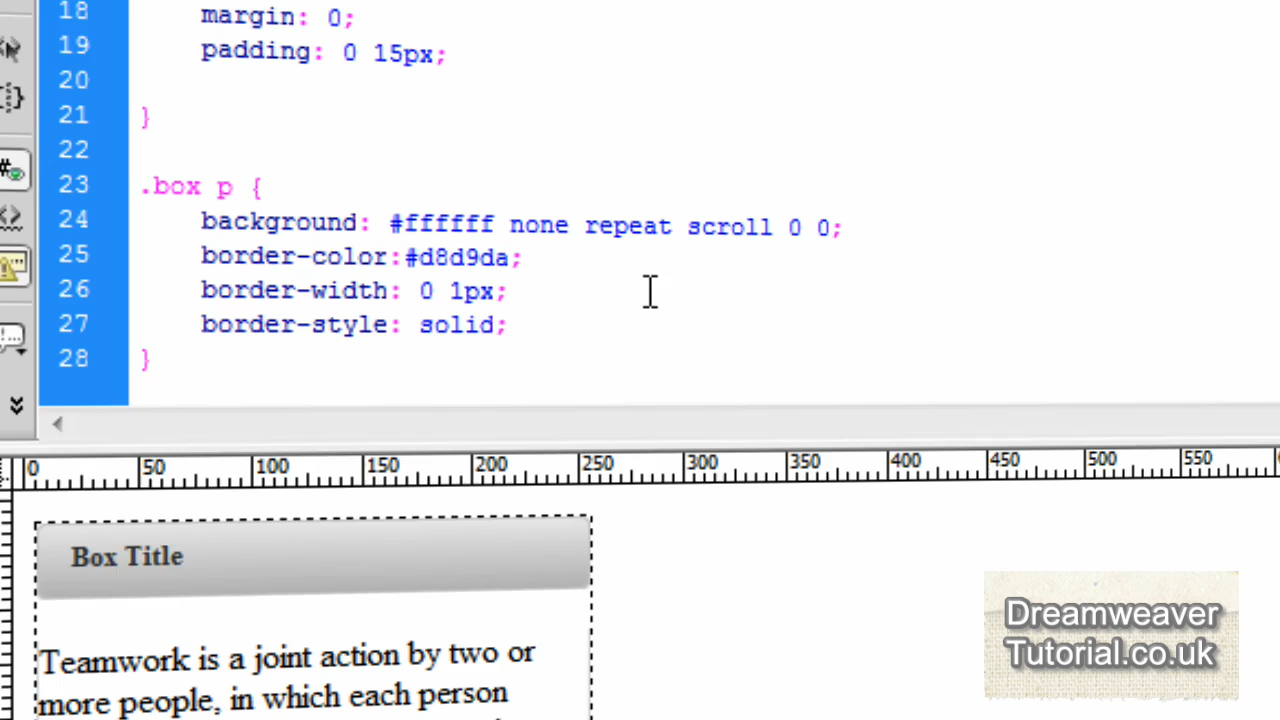 18 margin: 0;
19 padding: 0 15px;
20
21 }
22
23 .box p {
24 background: #ffffff none repeat scroll 0 0;
25 border-color:#d8d9da;
26 border-width: 0 1px;
27 border-style: solid;
28 }
0 50 100 150 200 250 300 350 400 450 500 550
Box Title
Teamwork is a joint action by two or
more people, in which each person
Dreamweaver
Tutorial.co.uk